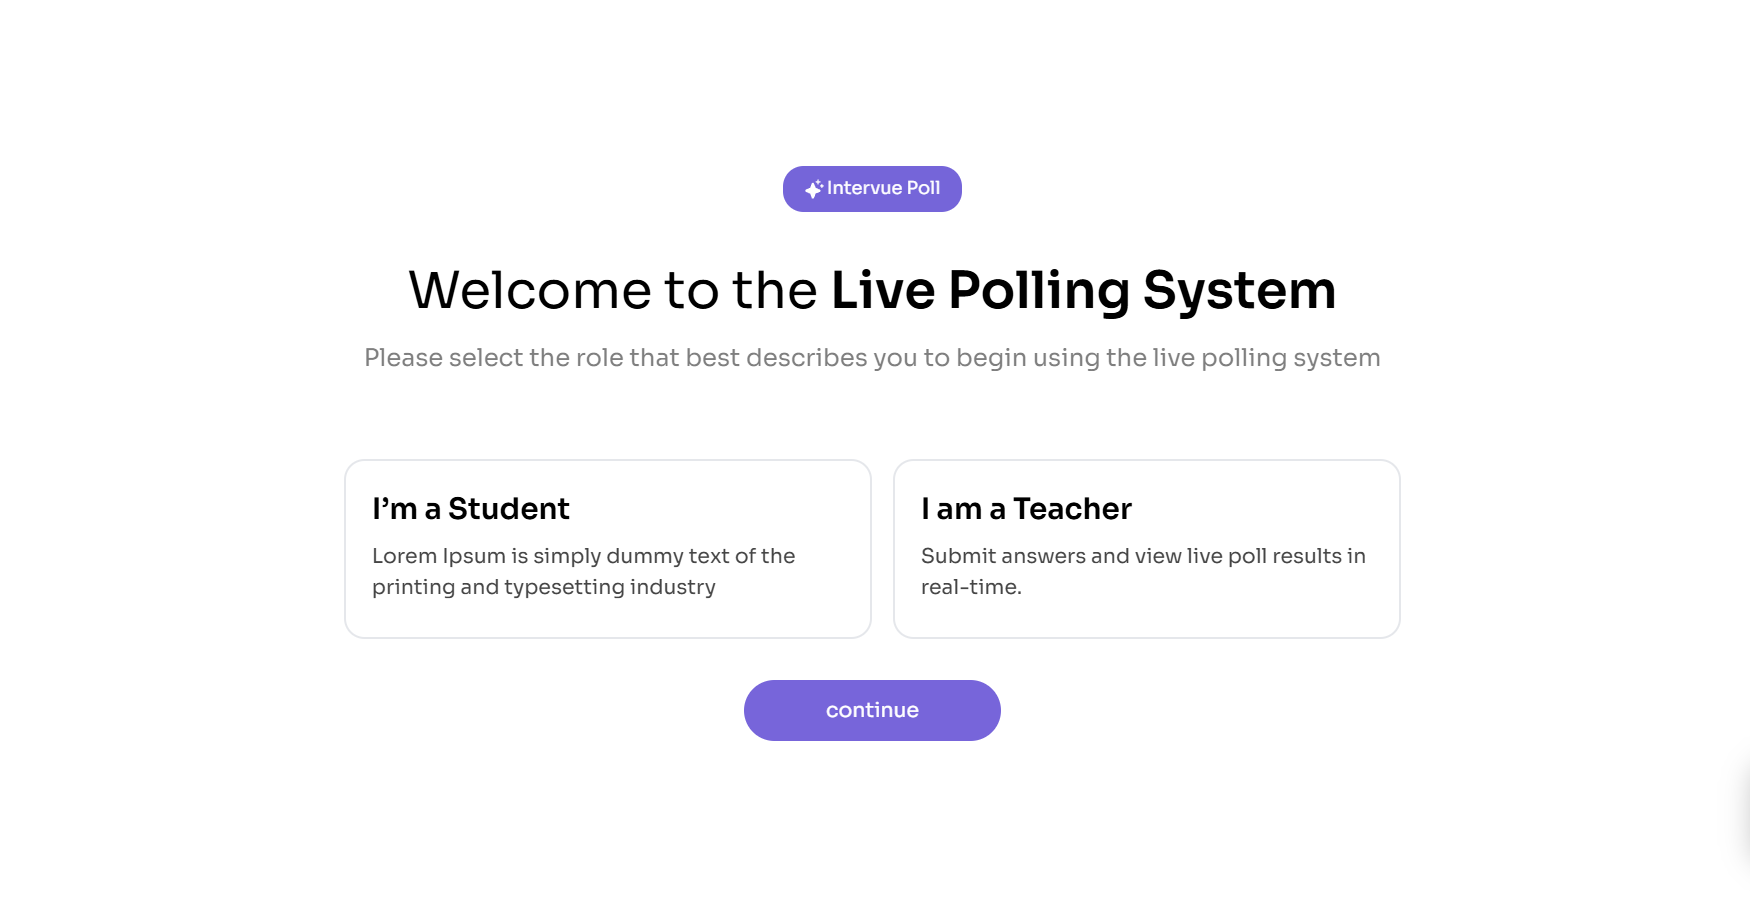 Intervue Poll
Welcome to the Live Polling System
Please select the role that best describes you to begin using the live polling system
I’m a Student
Lorem Ipsum is simply dummy text of the
printing and typesetting industry
I am a Teacher
Submit answers and view live poll results in
real-time.
continue